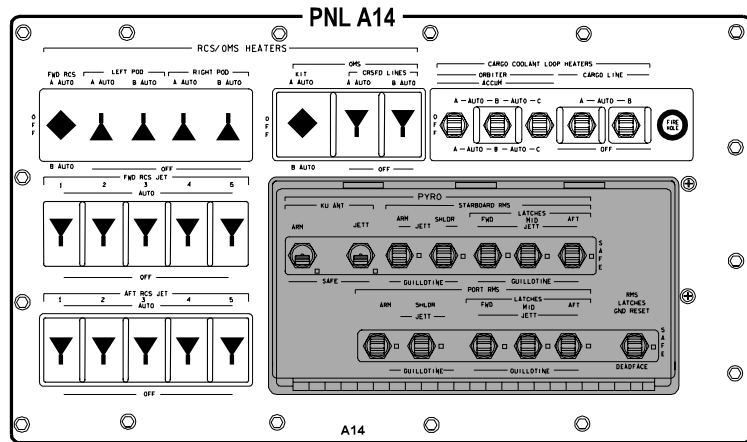 PNL A14
RCS/OMS HEATERS
FWD RCS
A AUTO
LEFT POD
A AUTO B AUTO
RIGHT POD
A AUTO B AUTO
OFF
B AUTO
OFF
OMS
KIT
A AUTO
CRSFD LINES
A AUTO B AUTO
OFF
B AUTO
OFF
CARGO COOLANT LOOP HEATERS
ORBITER
ACCUM
CARGO LINE
A – AUTO – B – AUTO – C
A – AUTO – B
OFF
A – AUTO – B – AUTO – C
OFF
FIRE
HOLE
FWD RCS JET
1 2 3 4 5
AUTO
OFF
AFT RCS JET
1 2 3 4 5
AUTO
OFF
PYRO
KU ANT
STARBOARD RMS
ARM JETT
ARM SHLDR
JETT
LATCHES
FWD MID AFT
JETT
SAFE
SAFE
GUILLOTINE
GUILLOTINE
PORT RMS
ARM SHLDR
JETT
LATCHES
FWD MID AFT
JETT
RMS
LATCHES
GND RESET
SAFE
GUILLOTINE
GUILLOTINE
DEADFACE
A14